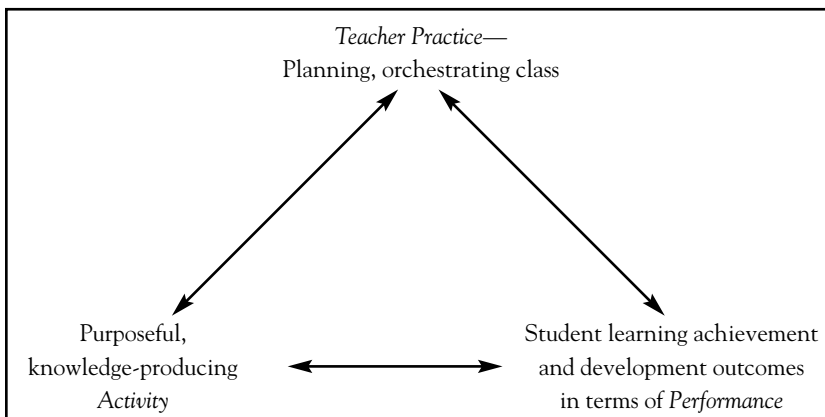 Teacher Practice—
Planning, orchestrating class
Purposeful,
knowledge-producing
Activity
Student learning achievement
and development outcomes
in terms of Performance